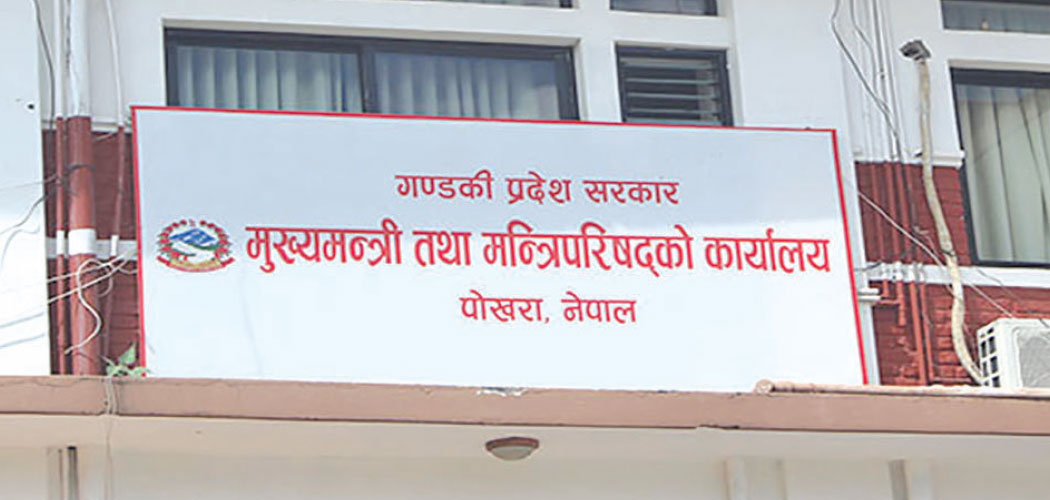 गण्डकी प्रदेश सरकार
मुख्यमन्त्री तथा मन्त्रिपरिषद्को कार्यालय
पोखरा, नेपाल